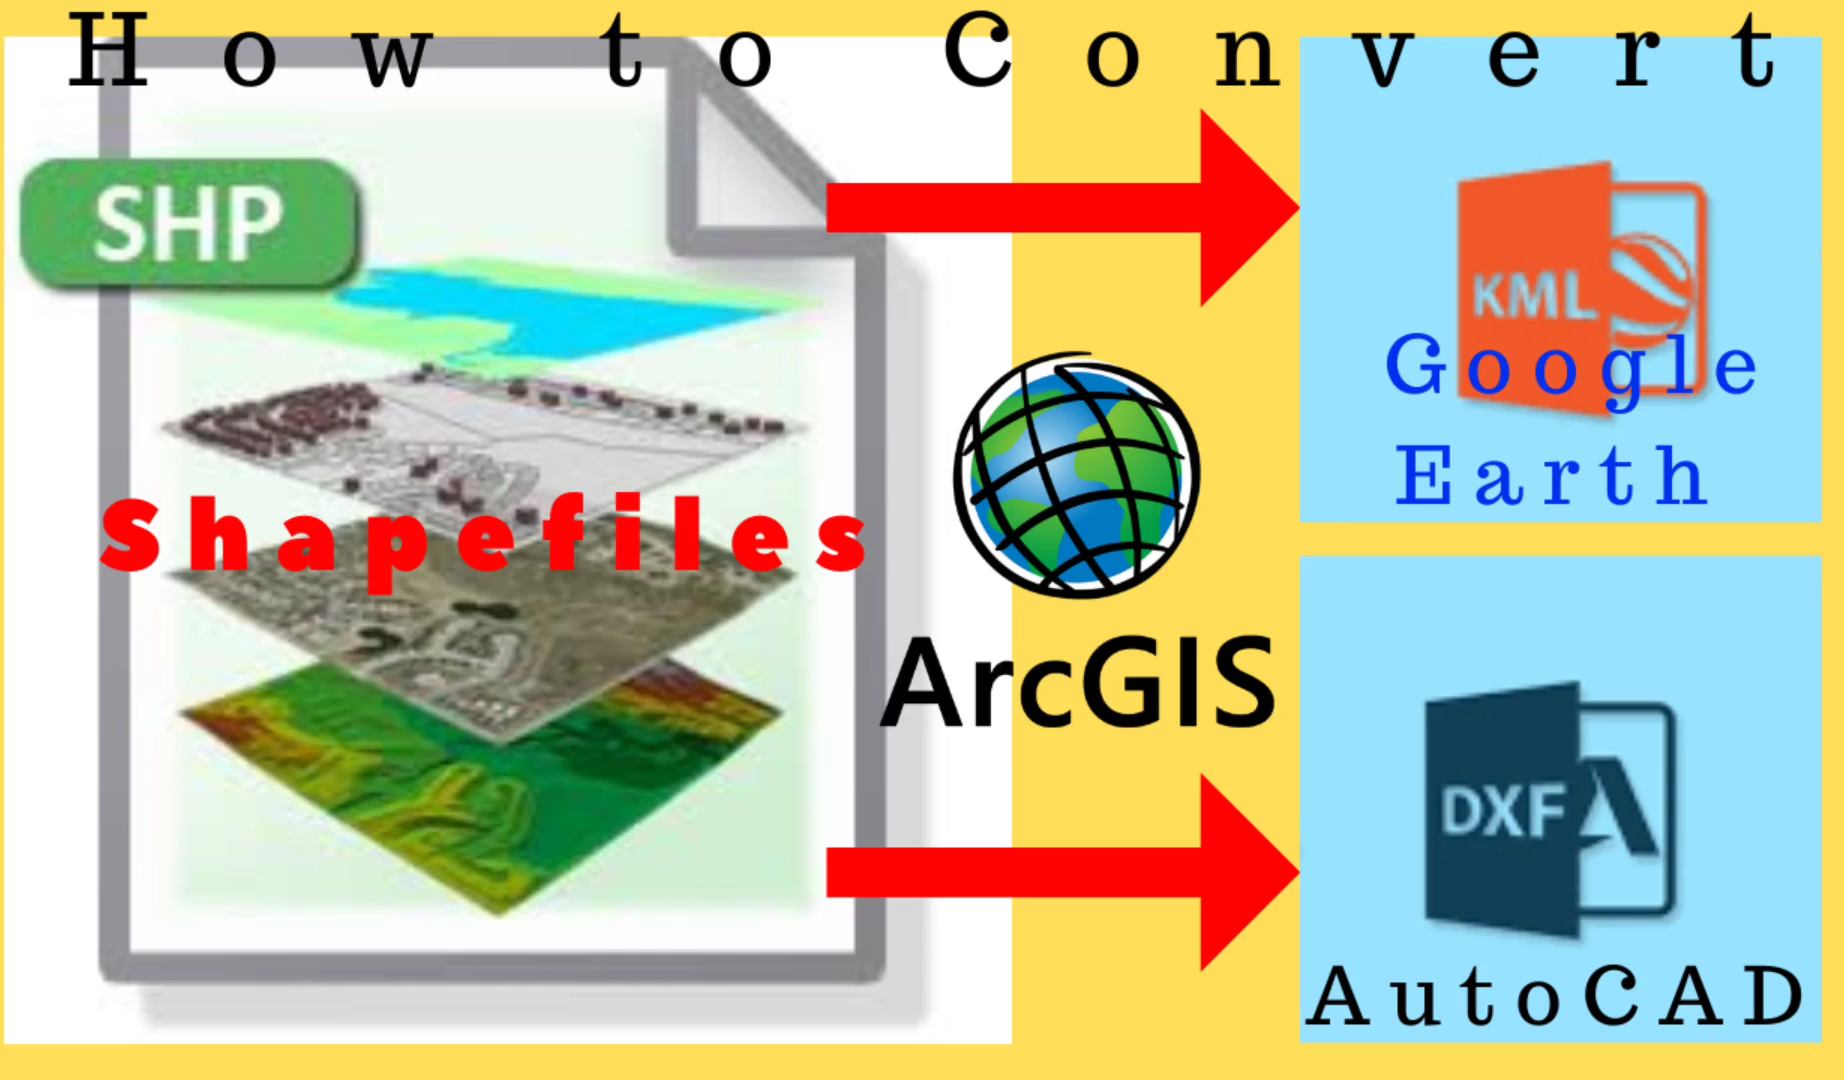 How to Convert
SHP
Shapefiles
ArcGIS
KML
Google
Earth
DXF
AutoCAD